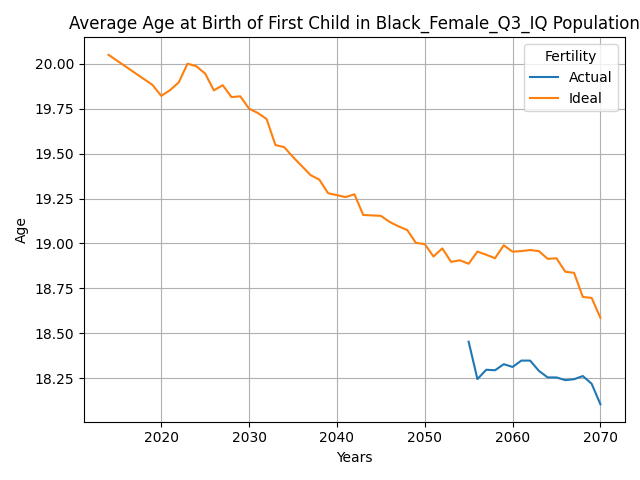 Average Age at Birth of First Child in Black_Female_Q3_IQ Population
Fertility
Actual
Ideal
Age
20.00
19.75
19.50
19.25
19.00
18.75
18.50
18.25
2020
2030
2040
2050
2060
2070
Years